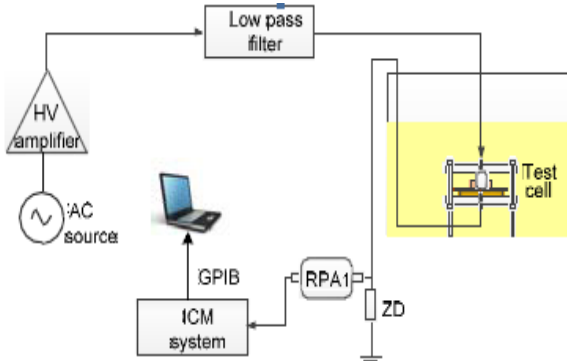 Low pass
filter
HV
amplifier
AC
source
Test
cell
GPIB
RPA1
ZD
ICM
system